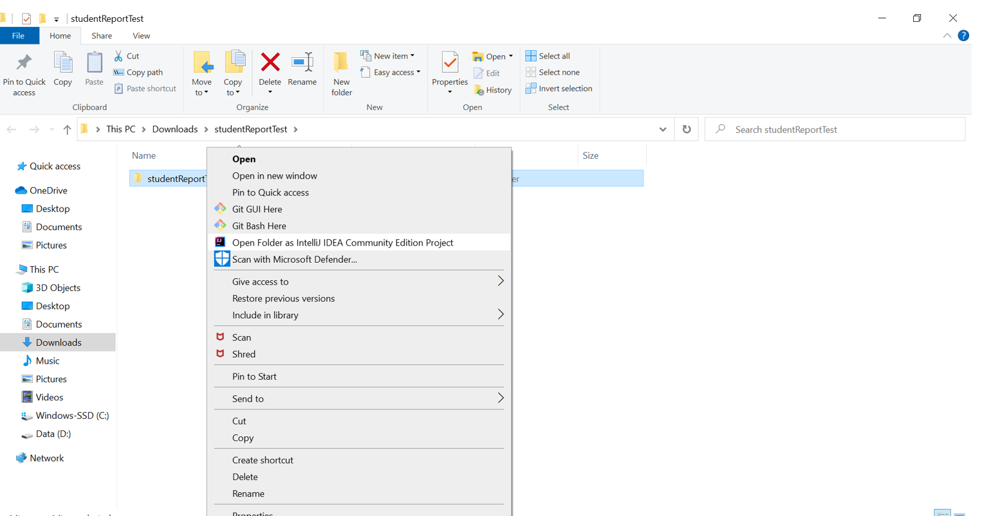 studentReportTest
File Home Share View
Pin to Quick access
Copy
Paste
Cut
Copy path
Paste shortcut
Clipboard
Move to
Copy to
Delete
Rename
Organize
New folder
New item
Easy access
New
Properties
Open
Edit
History
Open
Select all
Select none
Invert selection
Select
This PC Downloads studentReportTest
Search studentReportTest
Name
Size
Quick access
OneDrive
Desktop
Documents
Pictures
This PC
3D Objects
Desktop
Documents
Downloads
Music
Pictures
Videos
Windows-SSD (C:)
Data (D:)
Network
studentReportT
er
Open
Open in new window
Pin to Quick access
Git GUI Here
Git Bash Here
Open Folder as IntelliJ IDEA Community Edition Project
Scan with Microsoft Defender...
Give access to
Restore previous versions
Include in library
Scan
Shred
Pin to Start
Send to
Cut
Copy
Create shortcut
Delete
Rename
Properties